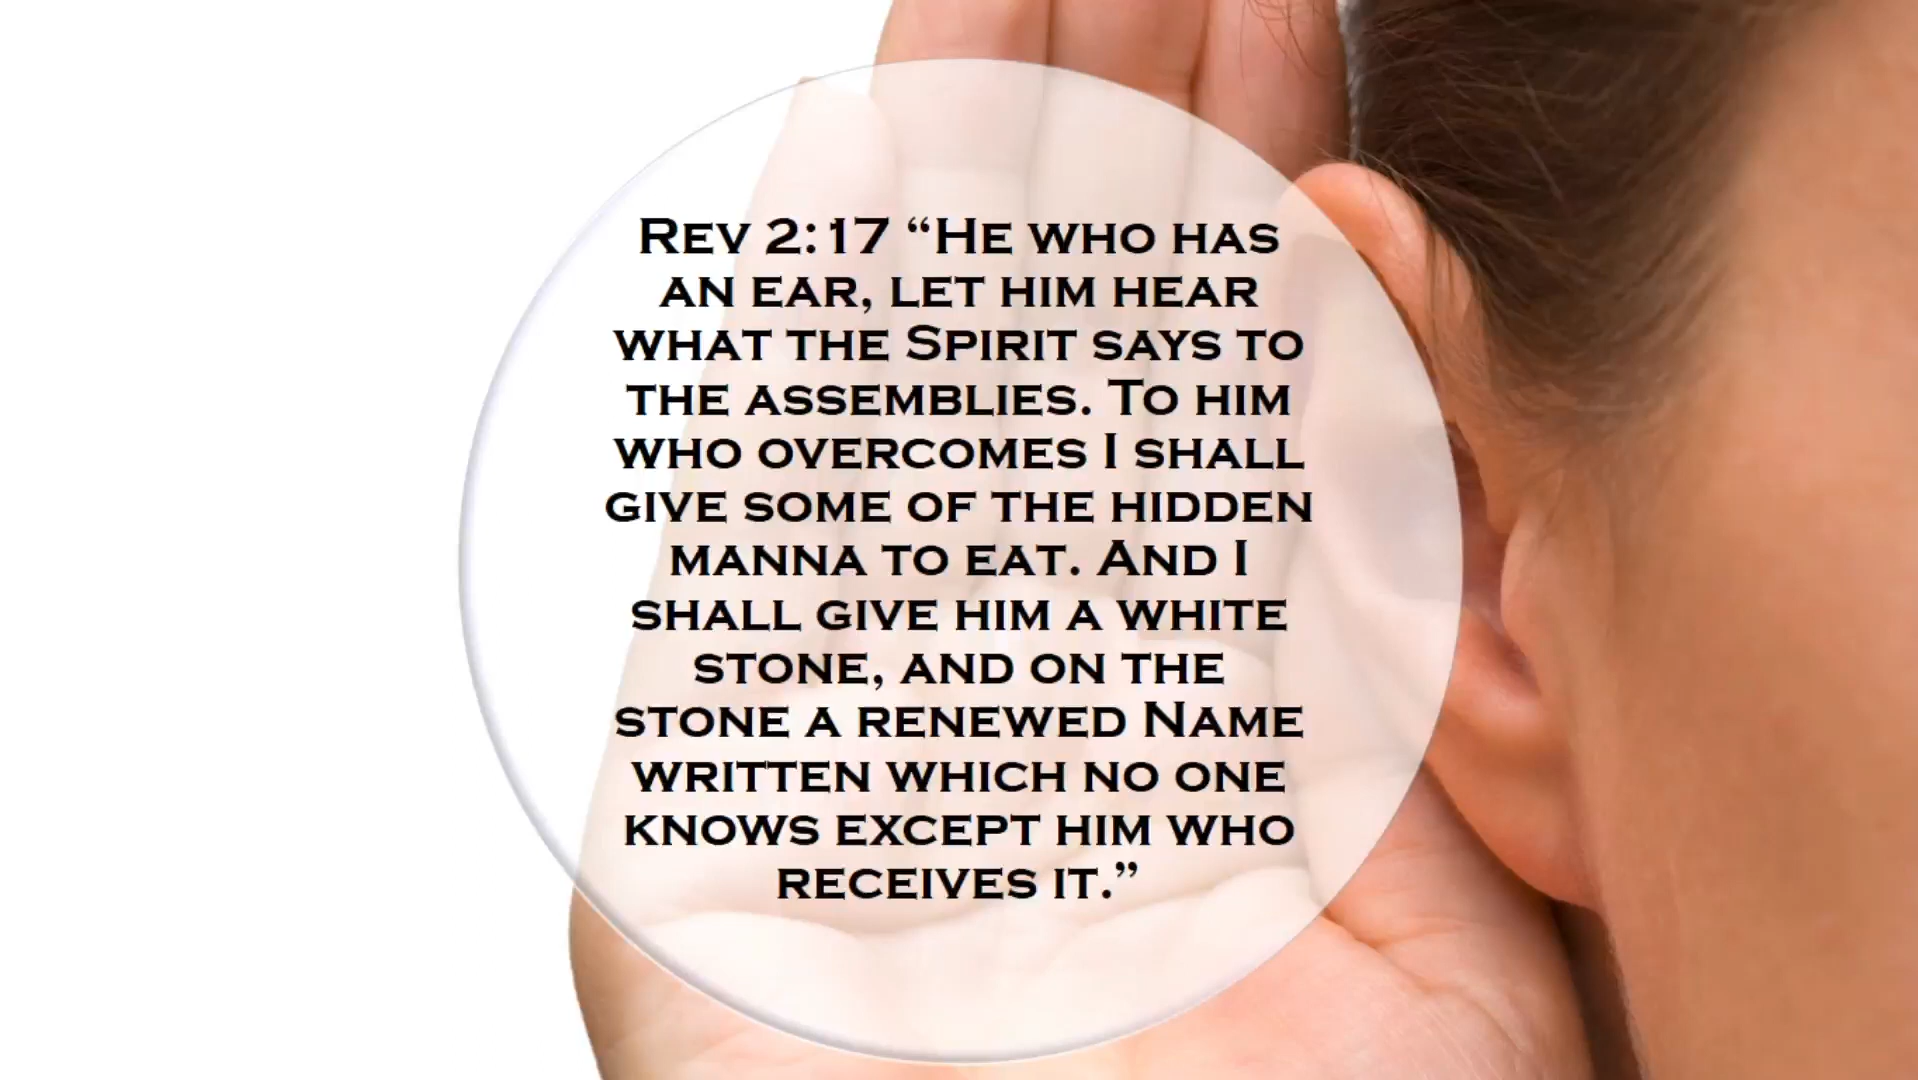 Rev 2:17 “He who has
an ear, let him hear
what the Spirit says to
the assemblies. To him
who overcomes I shall
give some of the hidden
manna to eat. And I
shall give him a white
stone, and on the
stone a renewed Name
written which no one
knows except him who
receives it.”